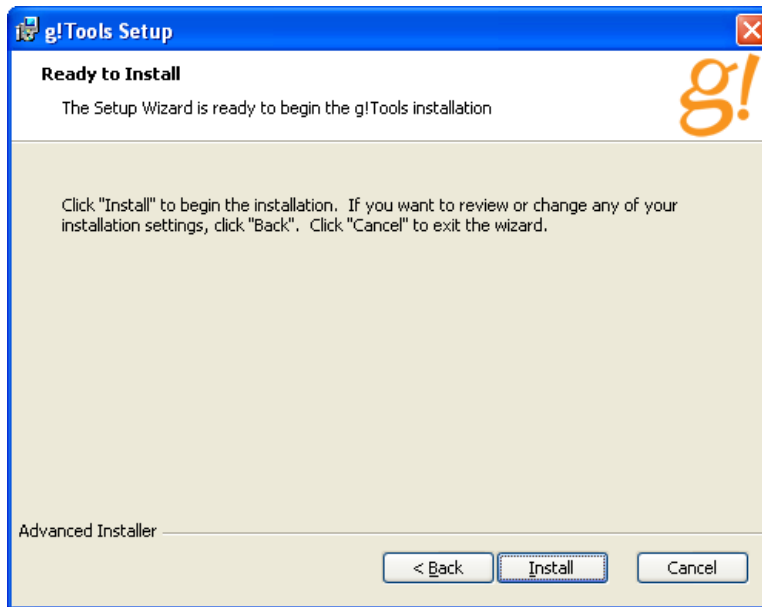 g!Tools Setup
Ready to Install
The Setup Wizard is ready to begin the g!Tools installation
g!
Click "Install" to begin the installation.  If you want to review or change any of your
installation settings, click "Back".  Click "Cancel" to exit the wizard.
Advanced Installer
< Back
Install
Cancel